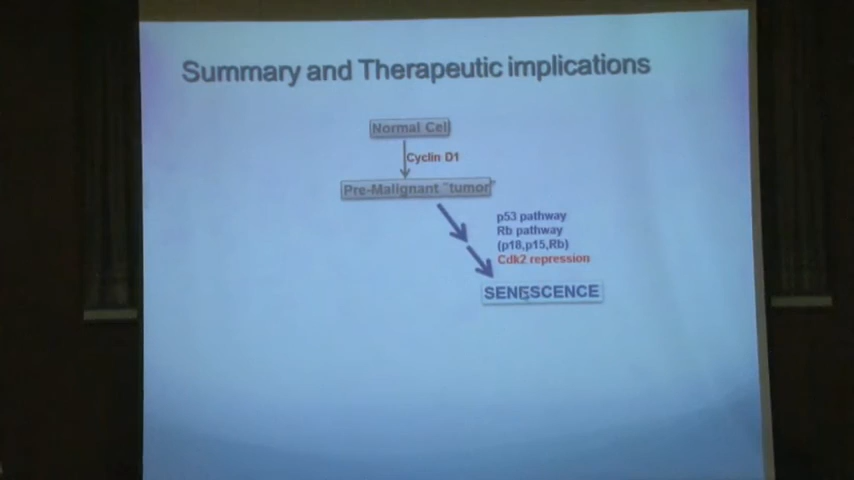 Summary and Therapeutic implications
Normal Cell
Cyclin D1
Pre-Malignant "tumor"
p53 pathway
Rb pathway
(p18,p15,Rb)
Cdk2 repression
SENESCENCE